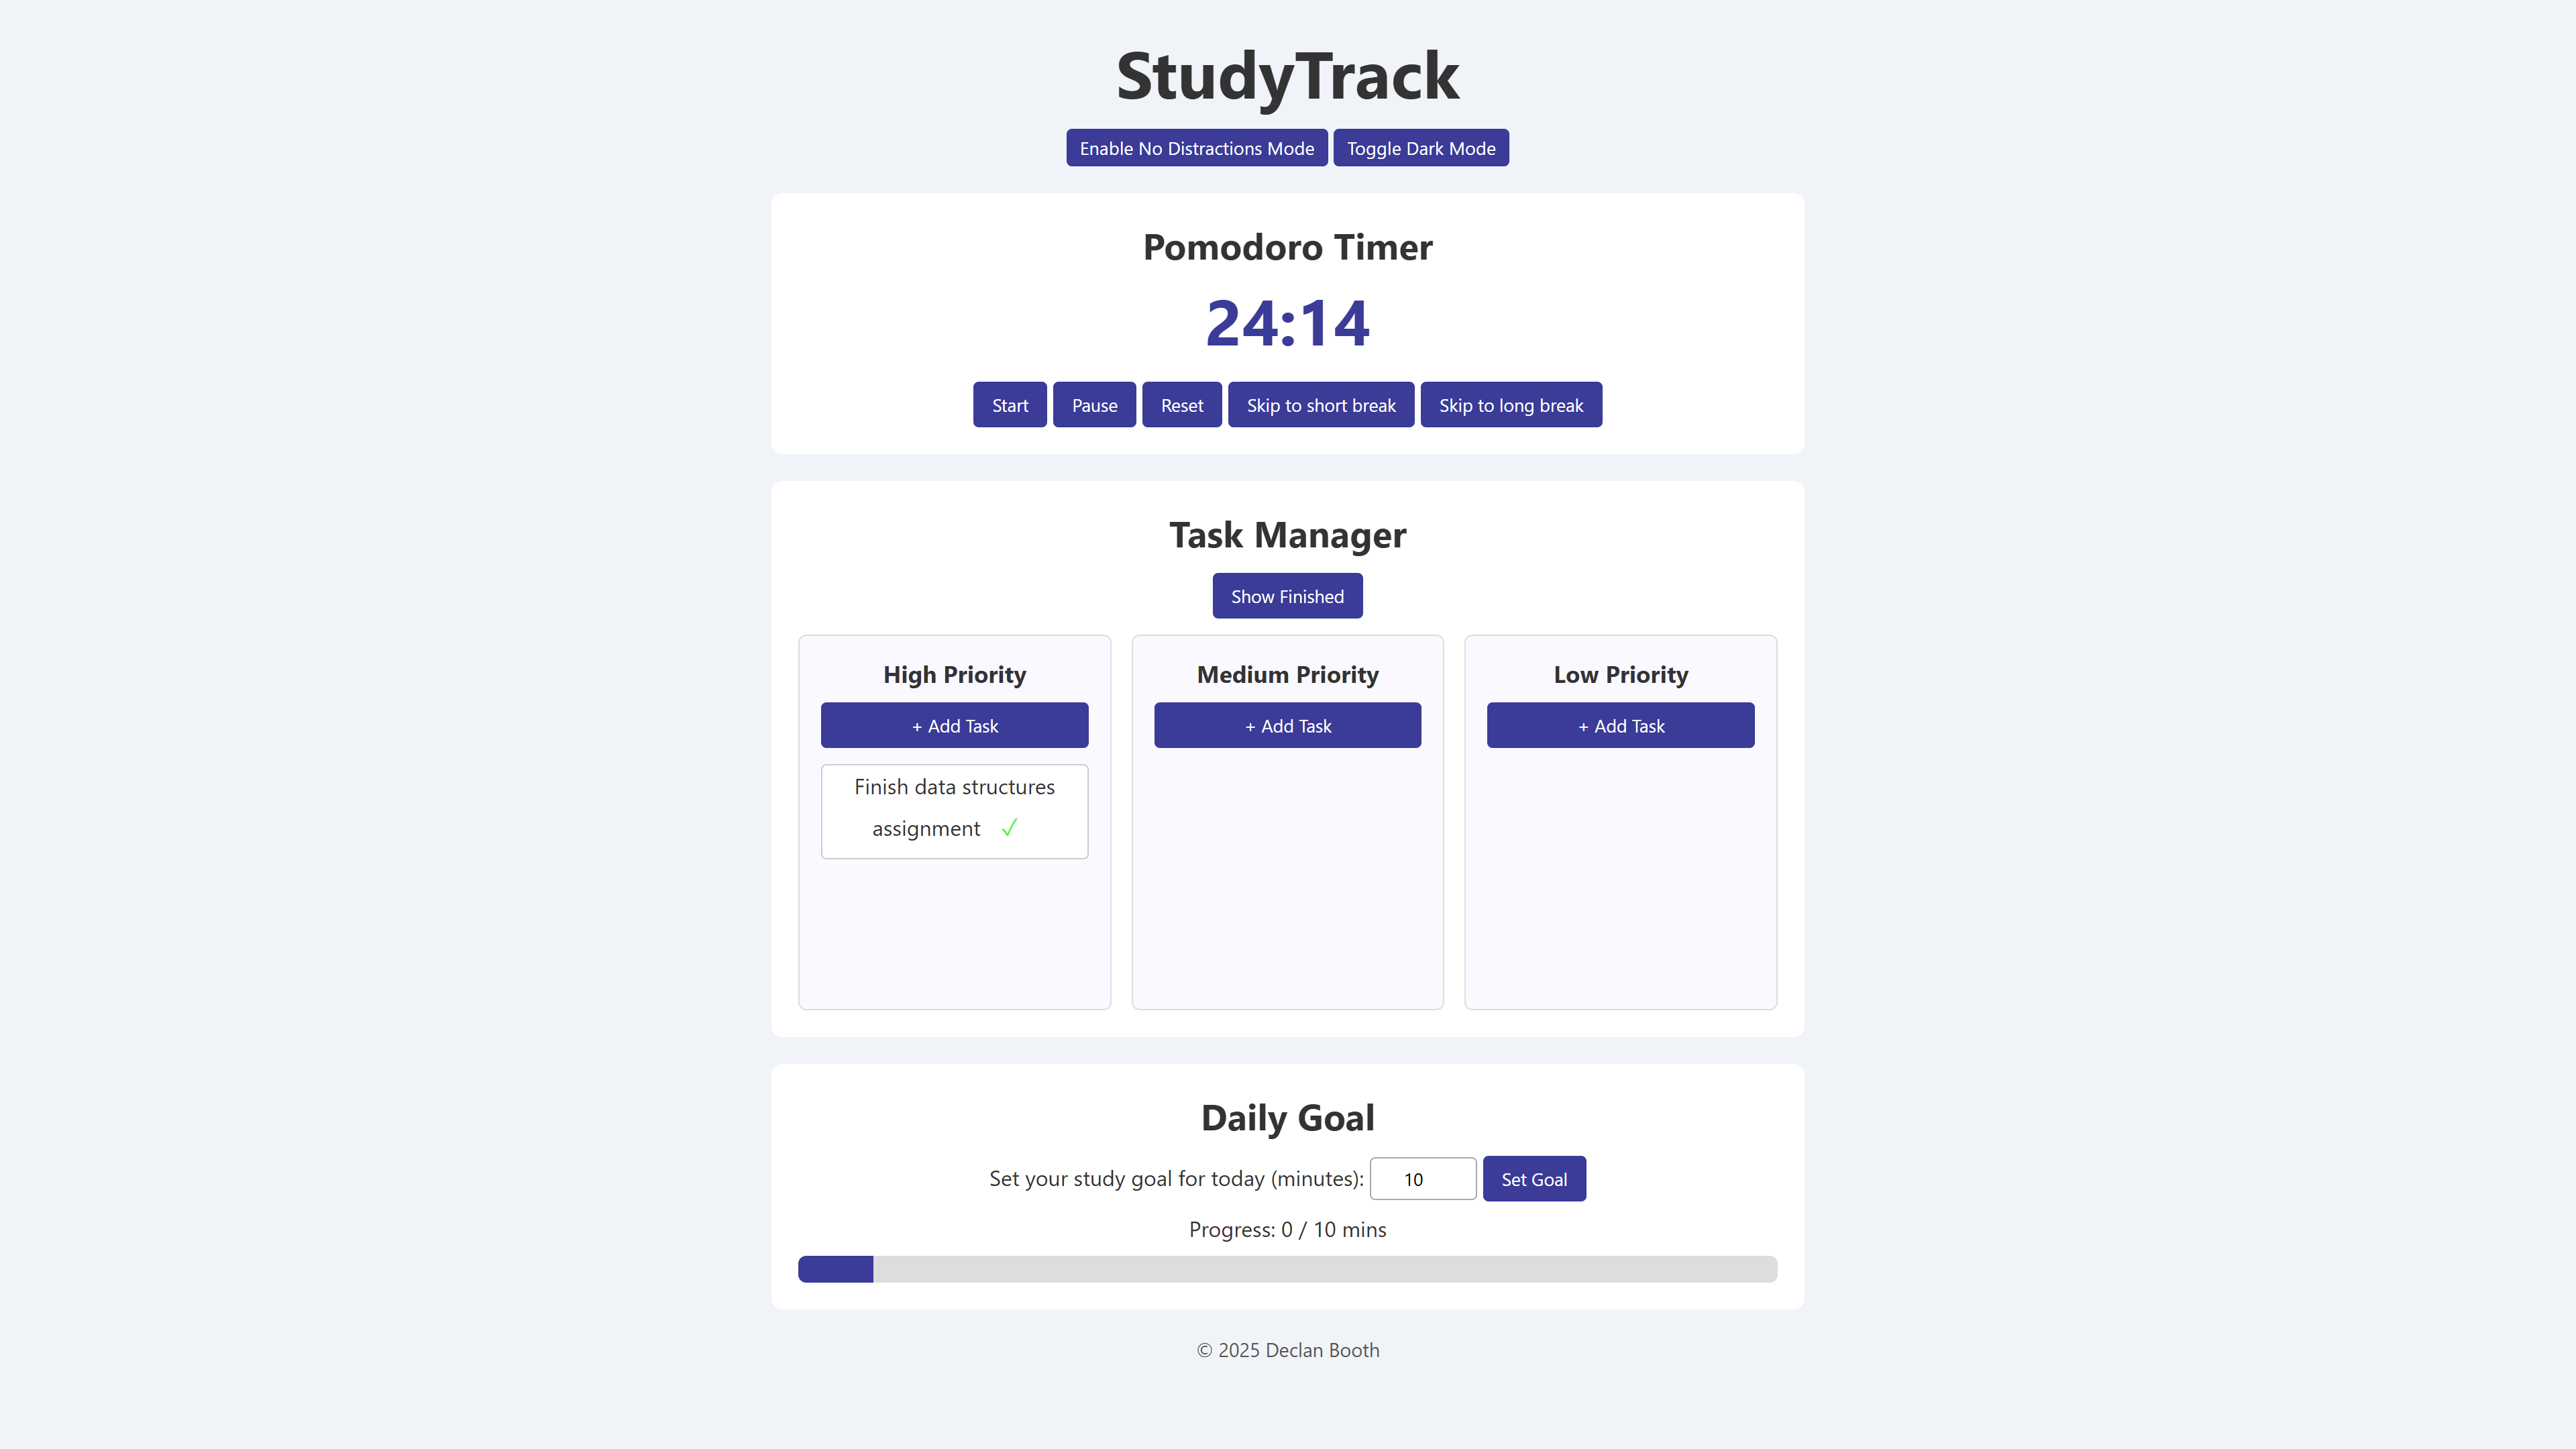 StudyTrack
Enable No Distractions Mode
Toggle Dark Mode
Pomodoro Timer
24:14
Start
Pause
Reset
Skip to short break
Skip to long break
Task Manager
Show Finished
High Priority
+ Add Task
Finish data structures
assignment ✓
Medium Priority
+ Add Task
Low Priority
+ Add Task
Daily Goal
Set your study goal for today (minutes): 10 Set Goal
Progress: 0 / 10 mins
© 2025 Declan Booth